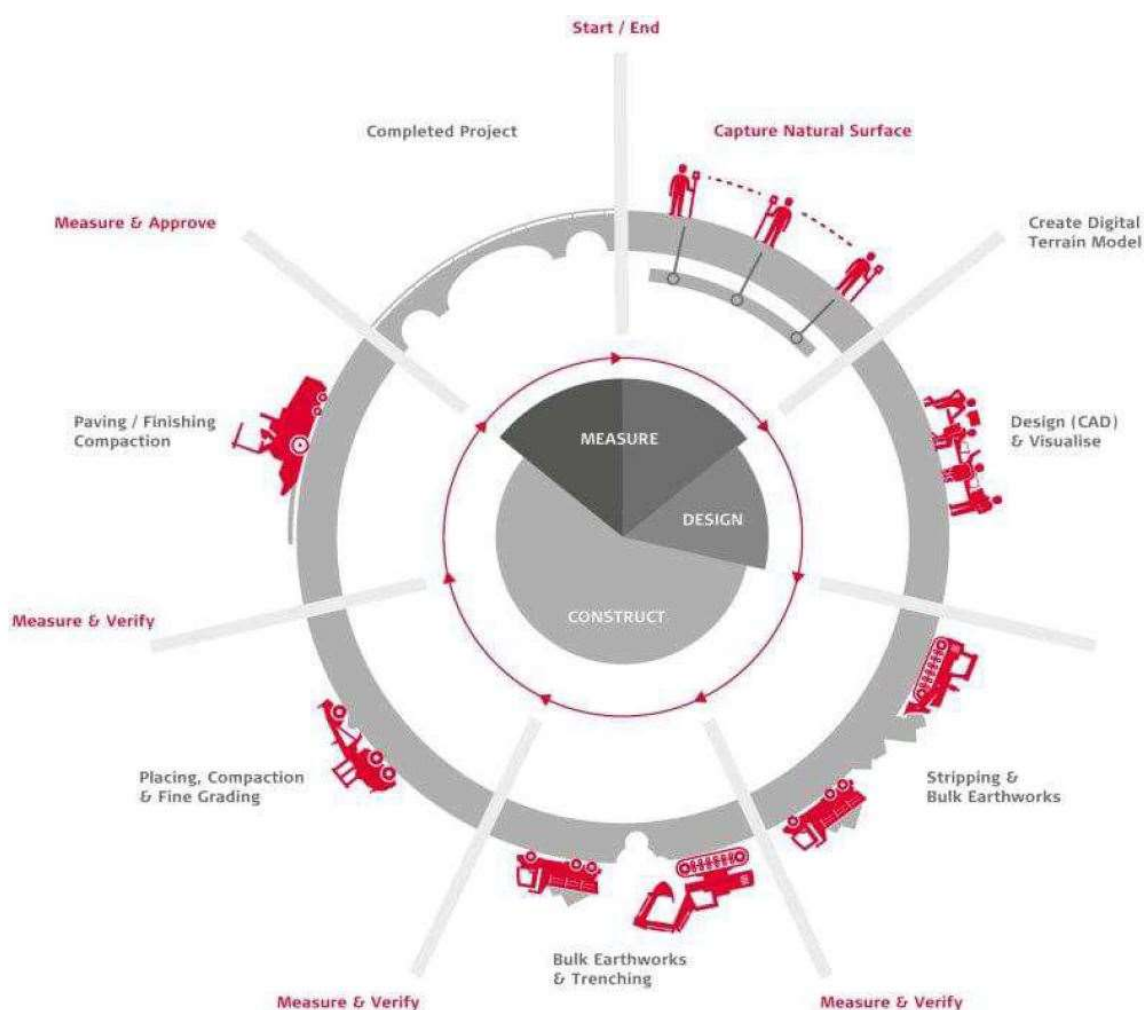 Start / End
Completed Project
Capture Natural Surface
Measure & Approve
Create Digital
Terrain Model
Paving / Finishing
Compaction
Design (CAD)
& Visualise
MEASURE
DESIGN
CONSTRUCT
Measure & Verify
Placing, Compaction
& Fine Grading
Stripping &
Bulk Earthworks
Bulk Earthworks
& Trenching
Measure & Verify
Measure & Verify